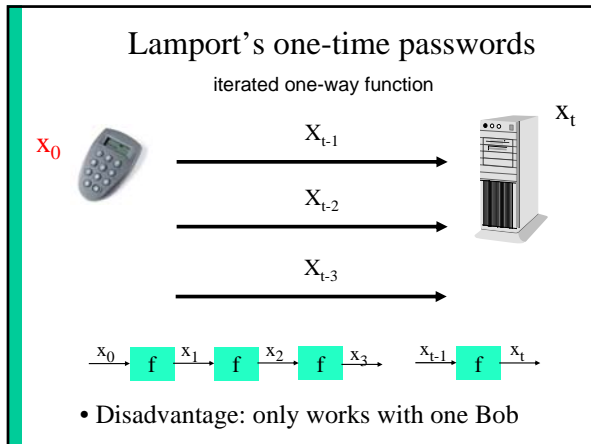 Lamport's one-time passwords
iterated one-way function
x0
xt
Xt-1
Xt-2
Xt-3
x0 f x1 f x2 f x3 xt-1 f xt
• Disadvantage: only works with one Bob